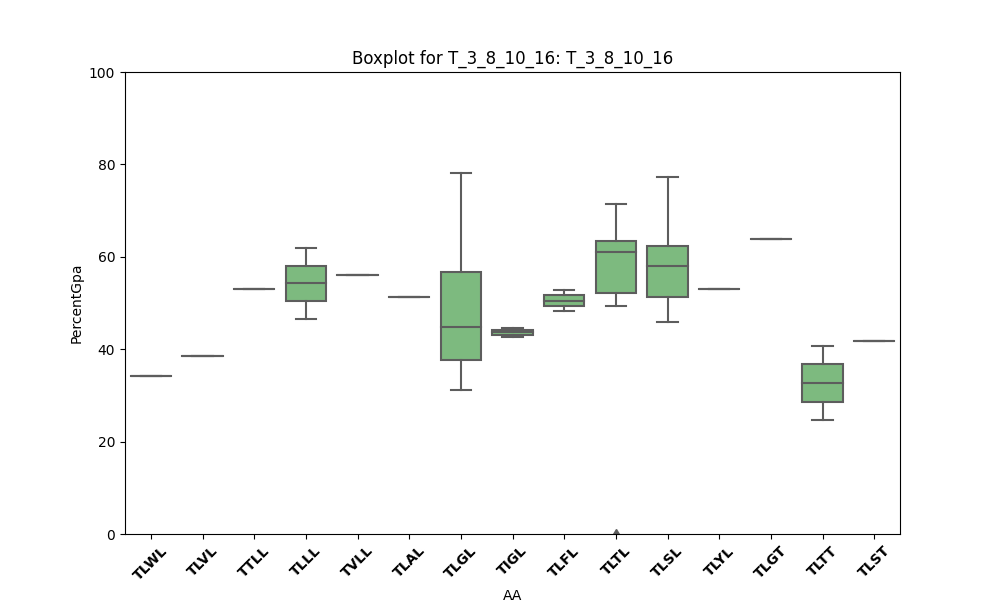 Boxplot for T_3_8_10_16: T_3_8_10_16
100
80
60
40
20
0
PercentGpa
TLWL
TLVL
TTLL
TLLL
TVLL
TLAL
TLGL
TIGL
TLFL
TLTL
TLSL
TLYL
TLGT
TLTT
TLST
AA